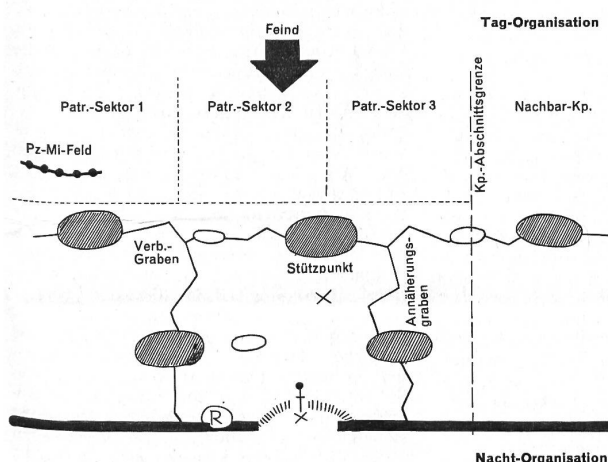 Tag-Organisation
Feind
Patr.-Sektor 1
Patr.-Sektor 2
Patr.-Sektor 3
Nachbar-Kp.
Kp.-Abschnittsgrenze
Pz-Mi-Feld
Verb.-
Graben
Stützpunkt
Annäherungs-
graben
R
Nacht-Organisation